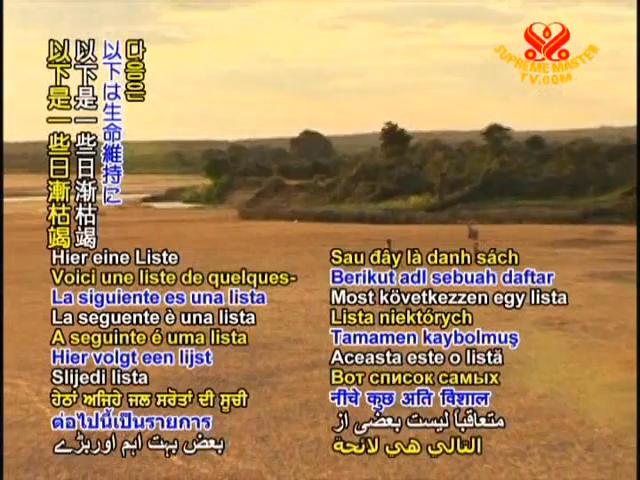 SUPREME MASTER
TV.COM
다음은
以下は生命維持に
以下是一些日漸枯竭
以下是一些日渐枯竭
Hier eine Liste
Voici une liste de quelques-
La siguiente es una lista
La seguente è una lista
A seguinte é uma lista
Hier volgt een lijst
Slijedi lista
ਹੇਠਾਂ ਅਜਿਹੇ ਜਲ ਸਰੋਤਾਂ ਦੀ ਸੂਚੀ
ต่อไปนี้เป็นรายการ
بعض بہت اہم اوربڑے
Sau đây là danh sách
Berikut adl sebuah daftar
Most következzen egy lista
Lista niektórych
Tamamen kaybolmuş
Aceasta este o listă
Вот список самых
नीचे कुछ अति विशाल
متعاقباً لیست بعضی از
التالي هي لائحة